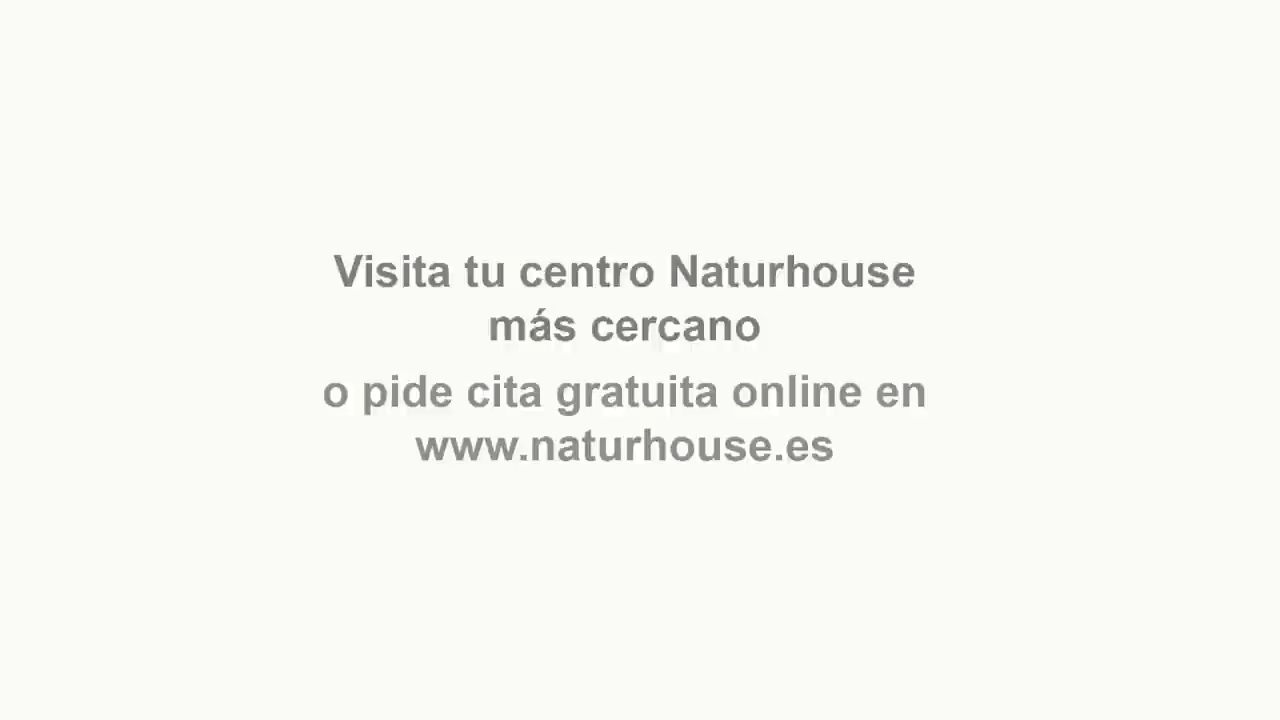 Visita tu centro Naturhouse
más cercano
o pide cita gratuita online en
www.naturhouse.es